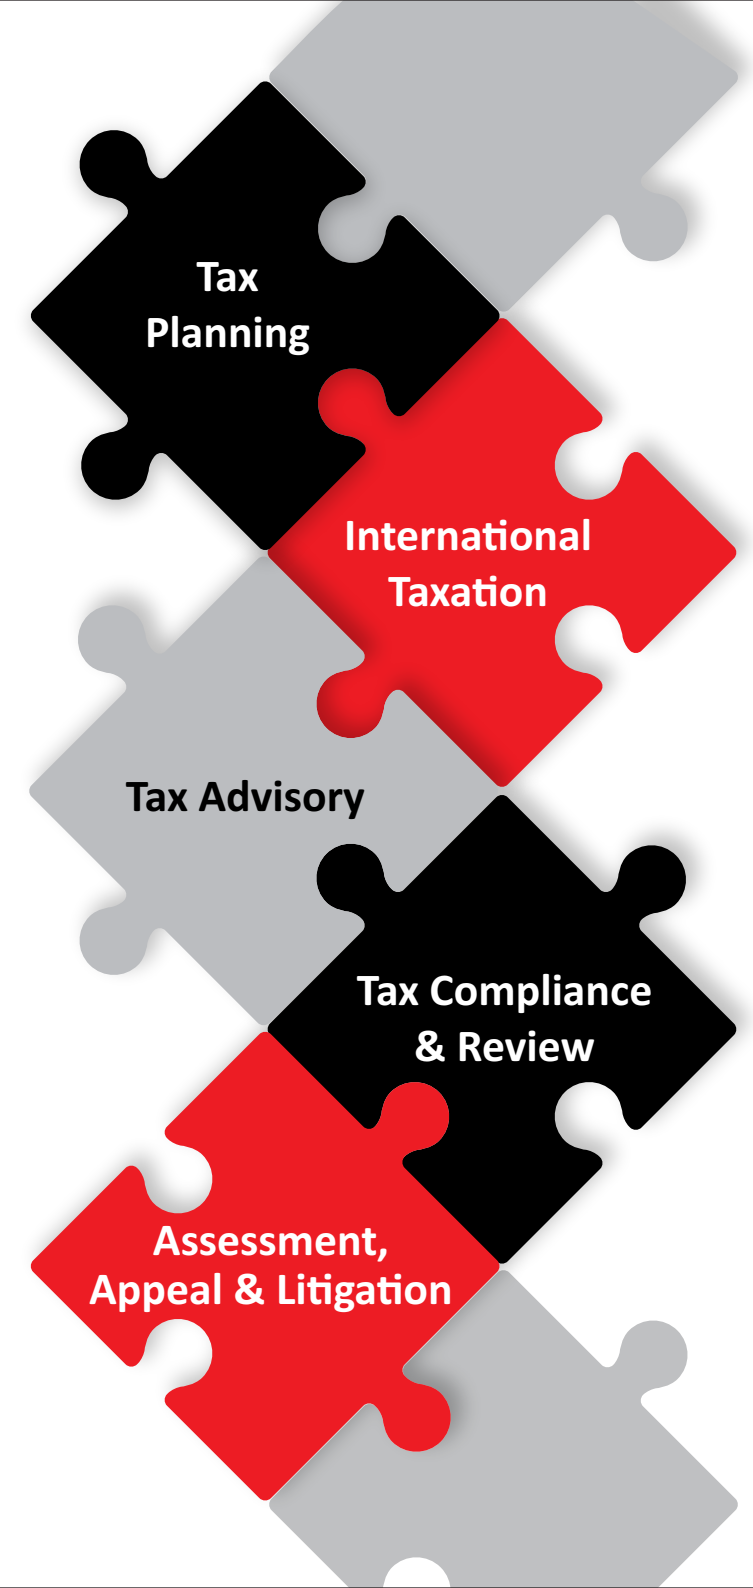 Tax
Planning
International
Taxation
Tax Advisory
Tax Compliance
& Review
Assessment,
Appeal & Litigation